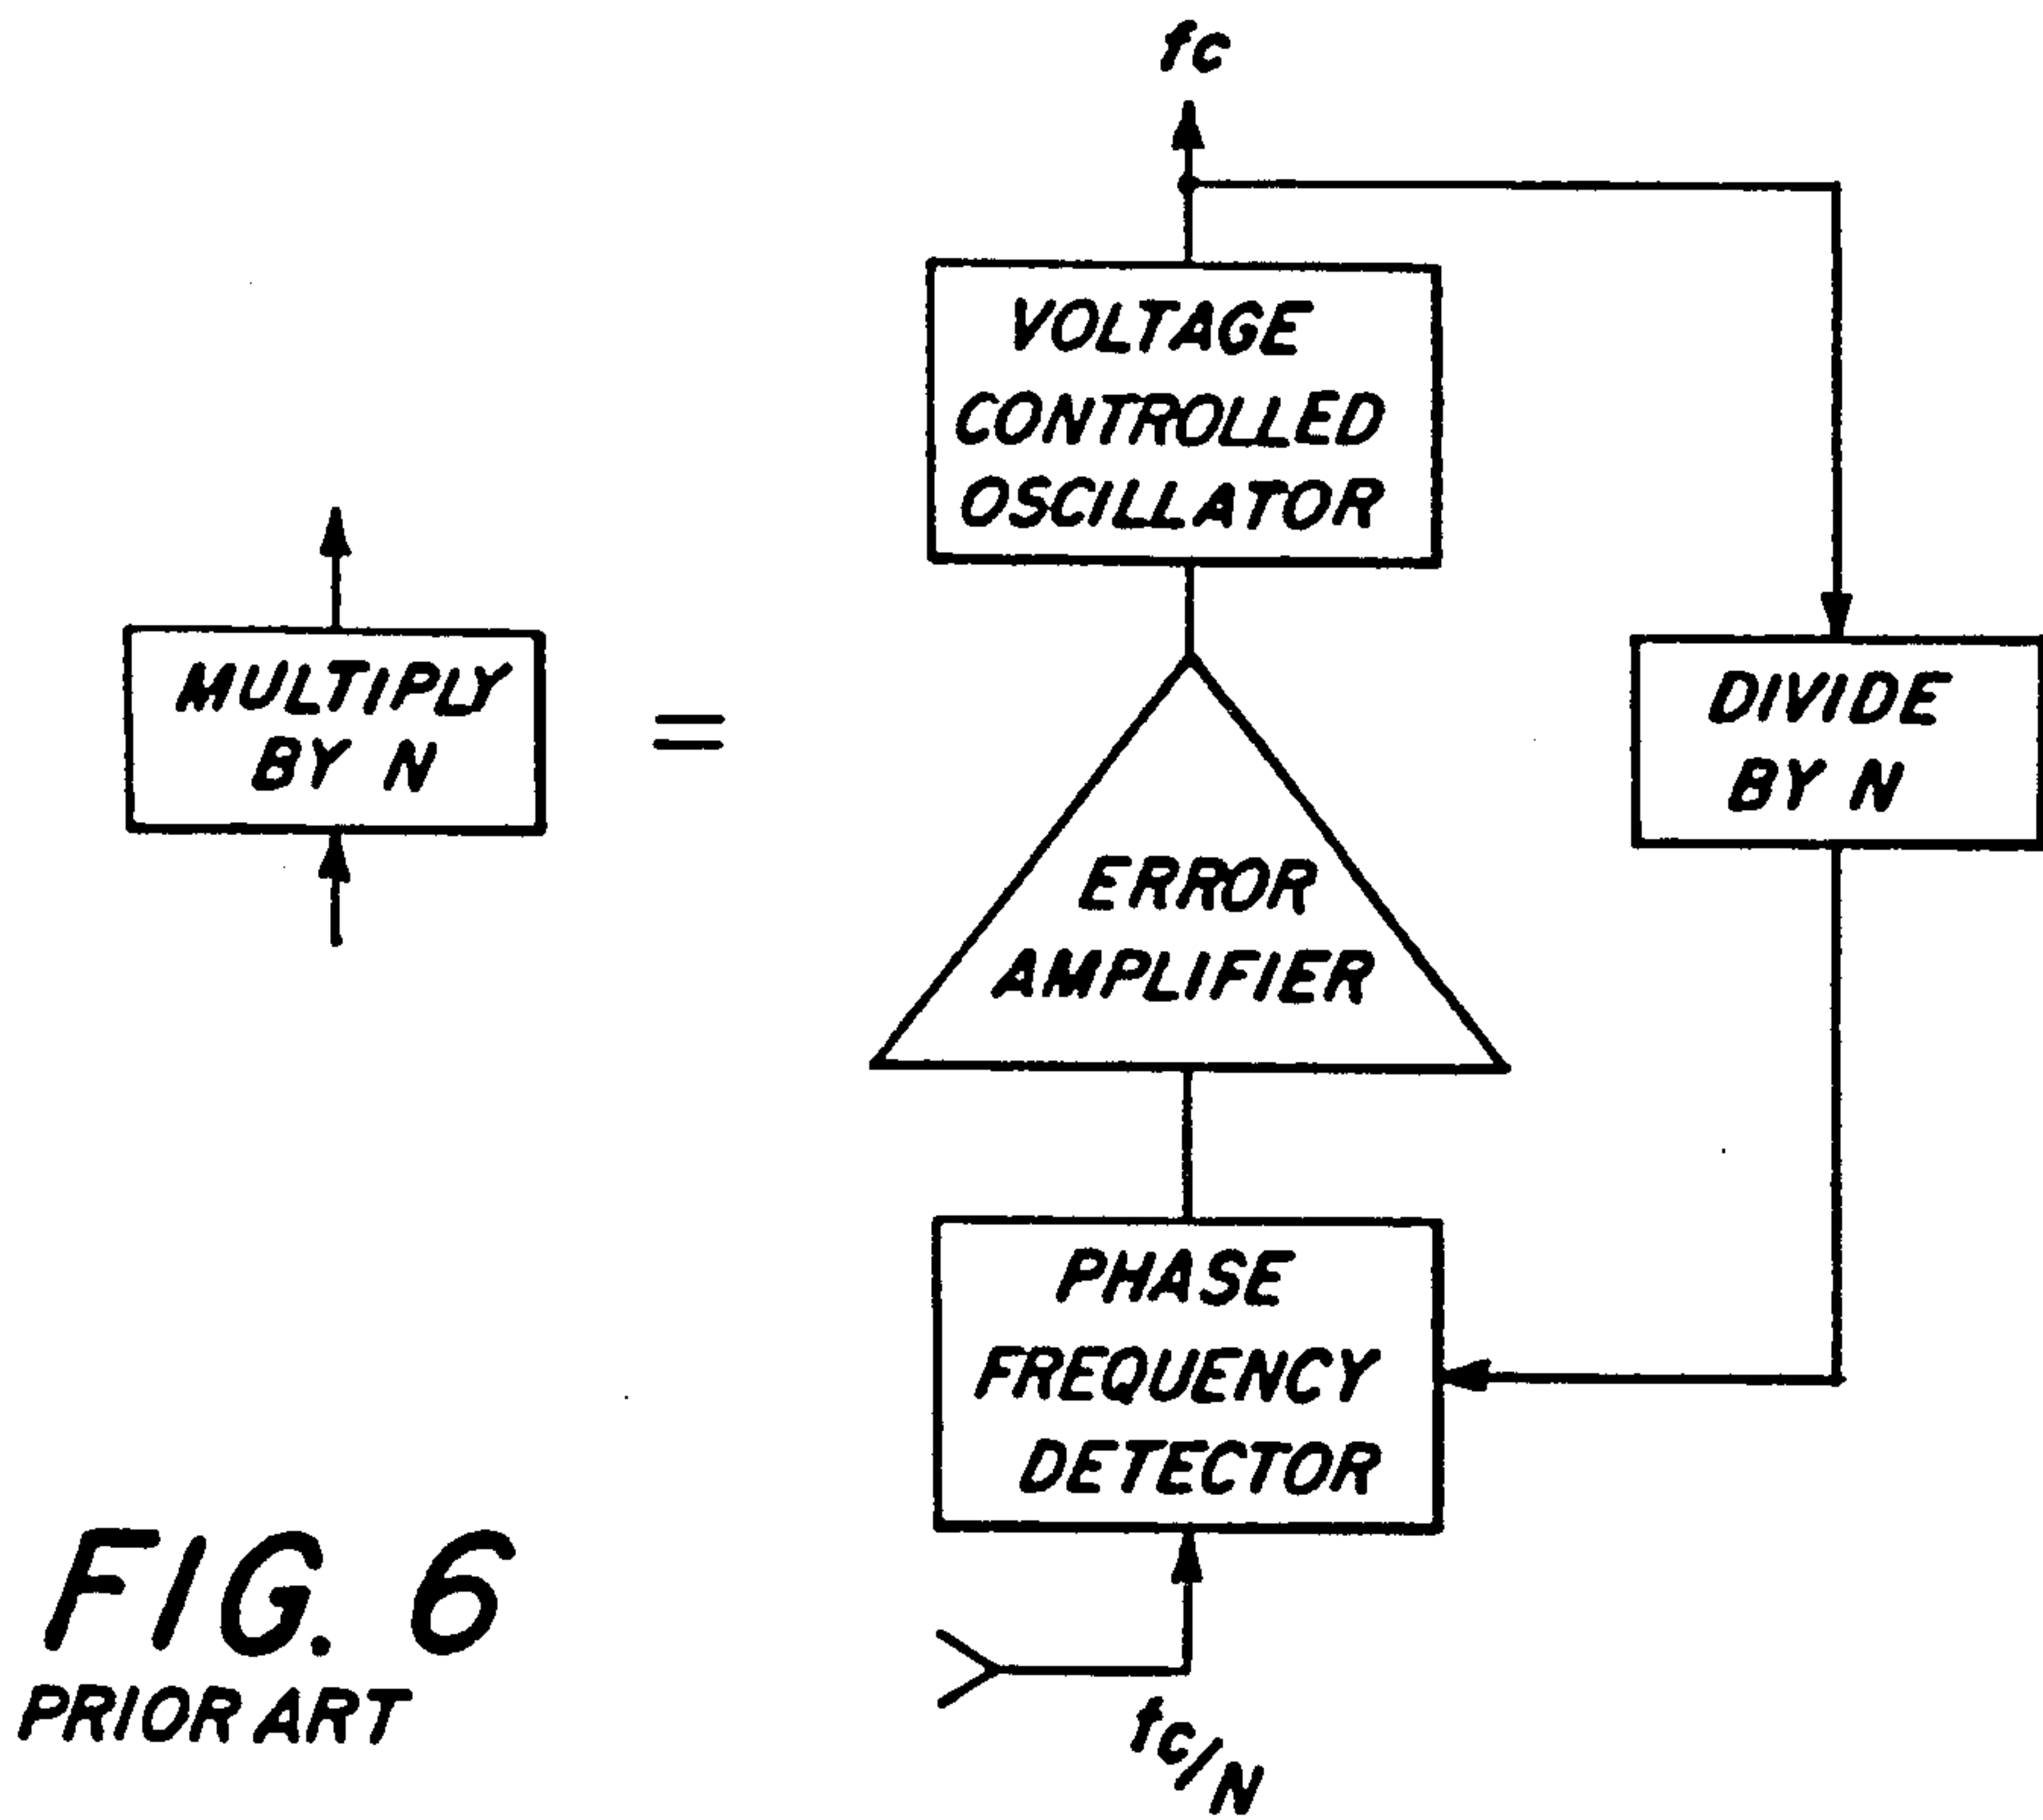 fc
VOLTAGE
CONTROLLED
OSCILLATOR
MULTIPLY
BY N
=
DIVIDE
BY N
ERROR
AMPLIFIER
PHASE
FREQUENCY
DETECTOR
fc/N
FIG. 6
PRIOR ART